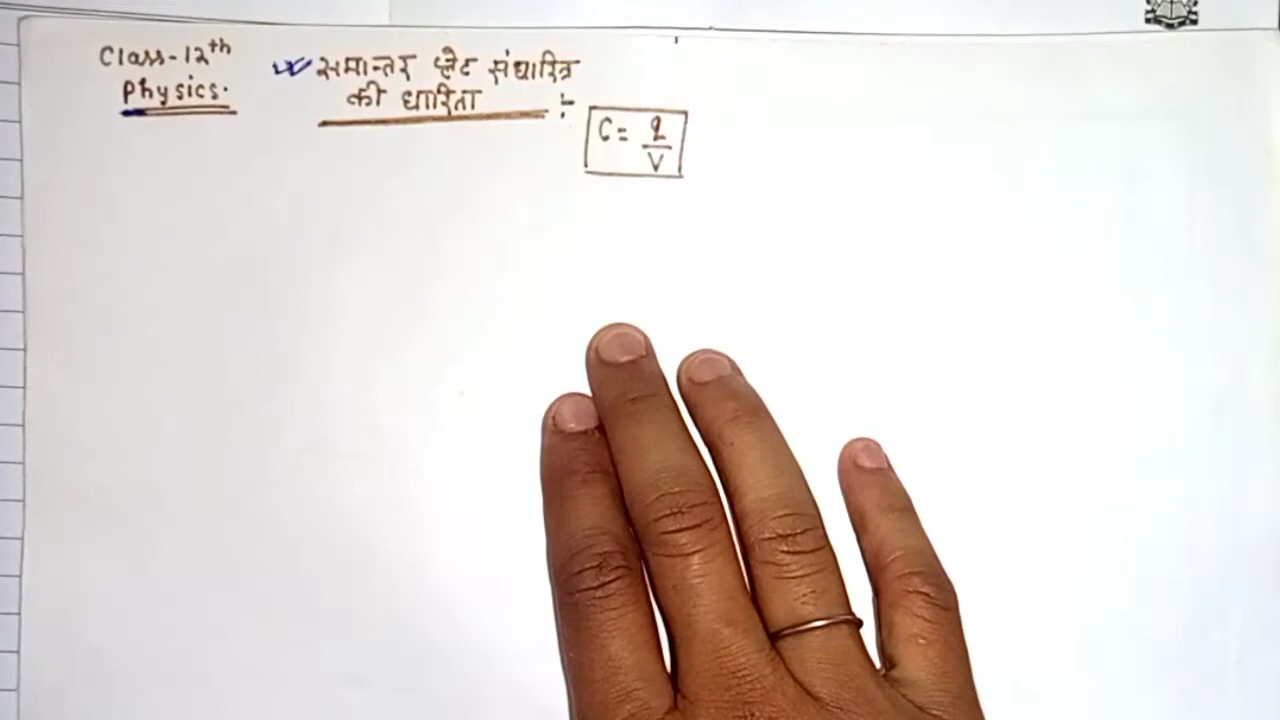 Class-12th
Physics.
समान्तर प्लेट संधारित्र
की धारिता :-
C = q/V